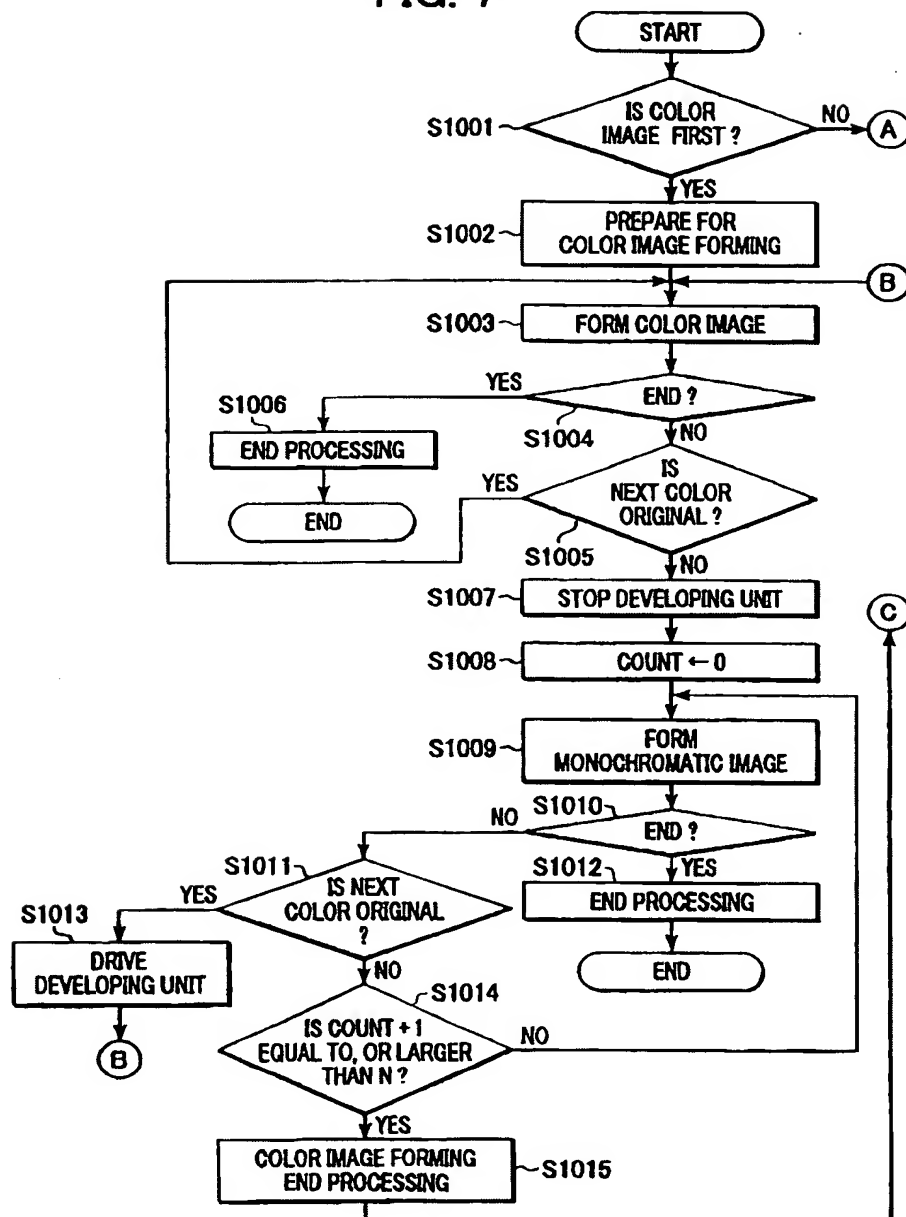 FIG. 7
START
S1001
IS COLOR
IMAGE FIRST ?
NO
A
YES
S1002
PREPARE FOR
COLOR IMAGE FORMING
B
S1003
FORM COLOR IMAGE
YES
END ?
S1006
S1004
NO
END PROCESSING
IS
NEXT COLOR
ORIGINAL ?
YES
END
S1005
NO
S1007
STOP DEVELOPING UNIT
C
S1008
COUNT ← 0
S1009
FORM
MONOCHROMATIC IMAGE
S1010
NO
END ?
S1011
YES
S1012
IS NEXT
COLOR ORIGINAL
?
YES
END PROCESSING
S1013
DRIVE
DEVELOPING UNIT
NO
END
S1014
B
IS COUNT + 1
EQUAL TO, OR LARGER
THAN N ?
NO
YES
COLOR IMAGE FORMING
END PROCESSING
S1015